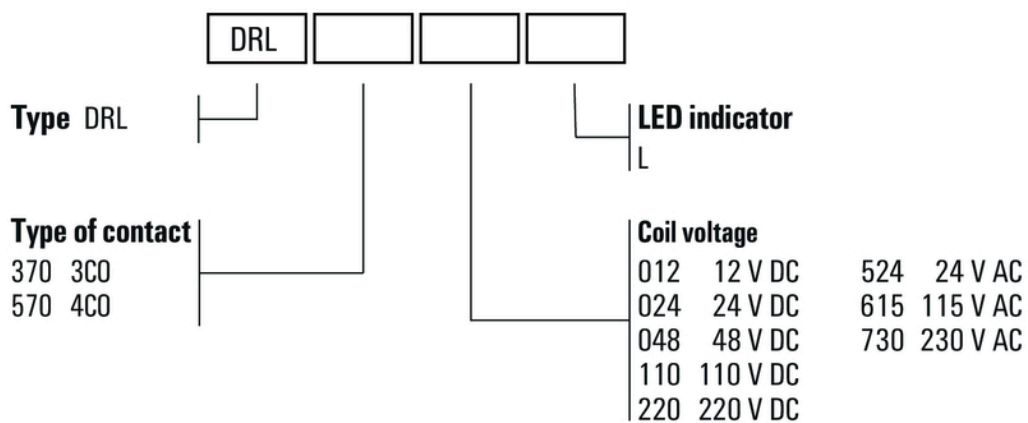 DRL
Type DRL
LED indicator
L
Type of contact
370 3CO
570 4CO
Coil voltage
012 12 V DC 524 24 V AC
024 24 V DC 615 115 V AC
048 48 V DC 730 230 V AC
110 110 V DC
220 220 V DC